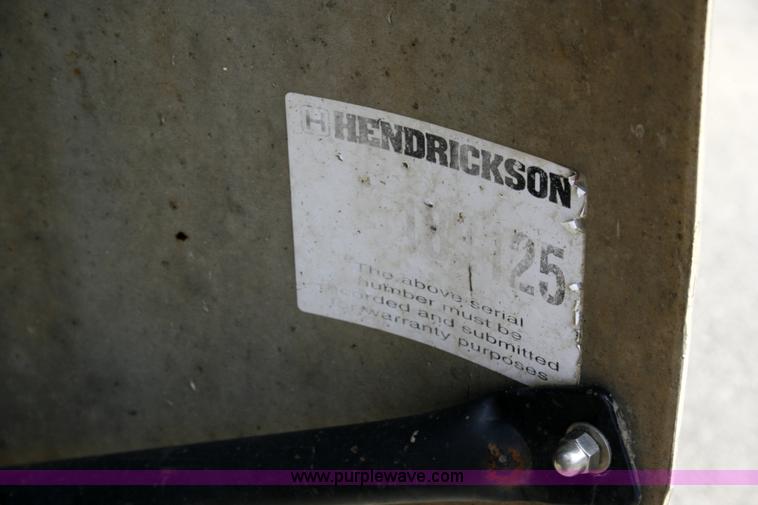 H HENDRICKSON
25
The above serial
number must be
recorded and submitted
for warranty purposes
www.purplewave.com